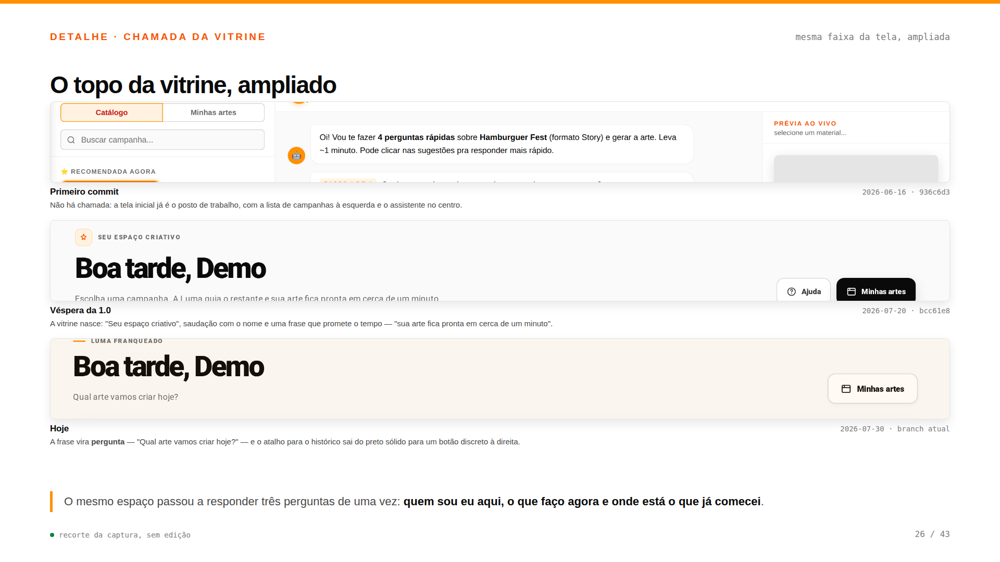 DETALHE · CHAMADA DA VITRINE
mesma faixa da tela, ampliada
O topo da vitrine, ampliado
Catálogo
Minhas artes
Buscar campanha...
RECOMENDADA AGORA
Oi! Vou te fazer 4 perguntas rápidas sobre Hamburguer Fest (formato Story) e gerar a arte. Leva
~1 minuto. Pode clicar nas sugestões pra responder mais rápido.
PRÉVIA AO VIVO
selecione um material...
Primeiro commit
2026-06-16 · 936c6d3
Não há chamada: a tela inicial já é o posto de trabalho, com a lista de campanhas à esquerda e o assistente no centro.
SEU ESPAÇO CRIATIVO
Boa tarde, Demo
Escolha uma campanha. A Luma guia o restante e sua arte fica pronta em cerca de um minuto
Ajuda
Minhas artes
Véspera da 1.0
2026-07-20 · bcc61e8
A vitrine nasce: "Seu espaço criativo", saudação com o nome e uma frase que promete o tempo — "sua arte fica pronta em cerca de um minuto".
LUMA FRANQUEADO
Boa tarde, Demo
Qual arte vamos criar hoje?
Minhas artes
Hoje
2026-07-30 · branch atual
A frase vira pergunta — "Qual arte vamos criar hoje?" — e o atalho para o histórico sai do preto sólido para um botão discreto à direita.
O mesmo espaço passou a responder três perguntas de uma vez: quem sou eu aqui, o que faço agora e onde está o que já comecei.
recorte da captura, sem edição
26 / 43